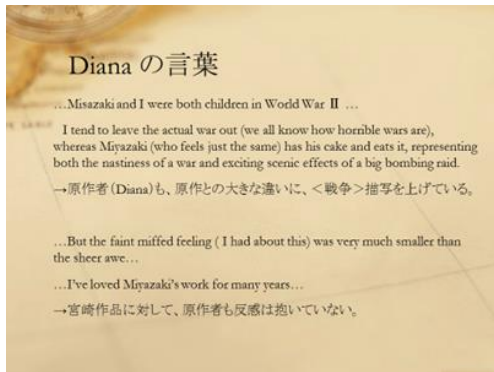 Diana の言葉
…Misazaki and I were both children in World War Ⅱ …
I tend to leave the actual war out (we all know how horrible wars are),
whereas Miyazaki (who feels just the same) has his cake and eats it, representing
both the nastiness of a war and exciting scenic effects of a big bombing raid.
→原作者（Diana）も、原作との大きな違いに、＜戦争＞描写を上げている。
…But the faint miffed feeling ( I had about this) was very much smaller than
the sheer awe…
…I've loved Miyazaki's work for many years…
→宮崎作品に対して、原作者も反感は抱いていない。